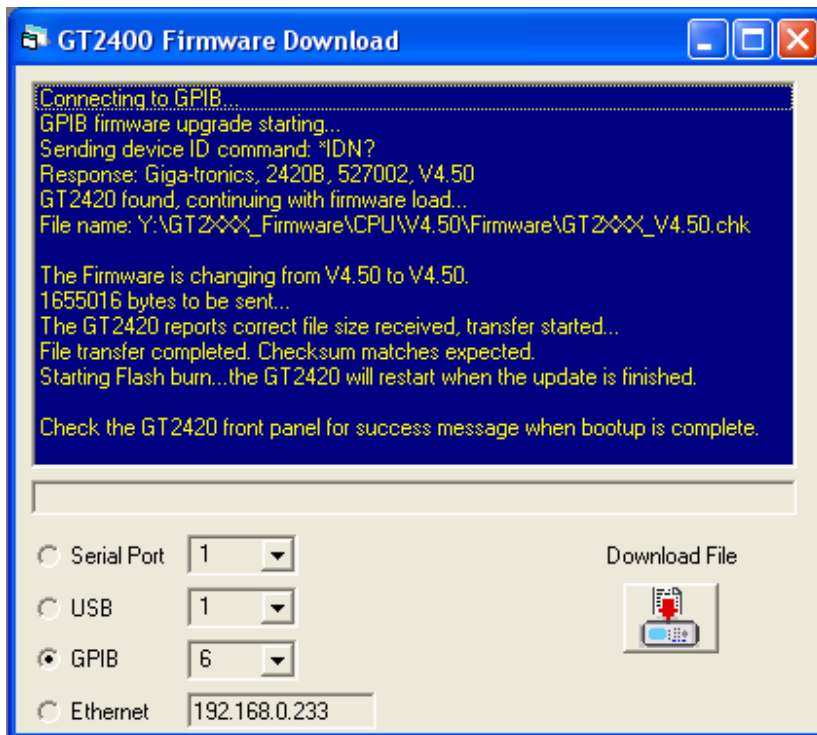 GT2400 Firmware Download
Connecting to GPIB...
GPIB firmware upgrade starting...
Sending device ID command: *IDN?
Response: Giga-tronics, 2420B, 527002, V4.50
GT2420 found, continuing with firmware load...
File name: Y:\GT2XXX_Firmware\CPU\V4.50\Firmware\GT2XXX_V4.50.chk
The Firmware is changing from V4.50 to V4.50.
1655016 bytes to be sent...
The GT2420 reports correct file size received, transfer started...
File transfer completed. Checksum matches expected.
Starting Flash burn...the GT2420 will restart when the update is finished.
Check the GT2420 front panel for success message when bootup is complete.
Serial Port 1
Download File
USB 1
GPIB 6
Ethernet 192.168.0.233